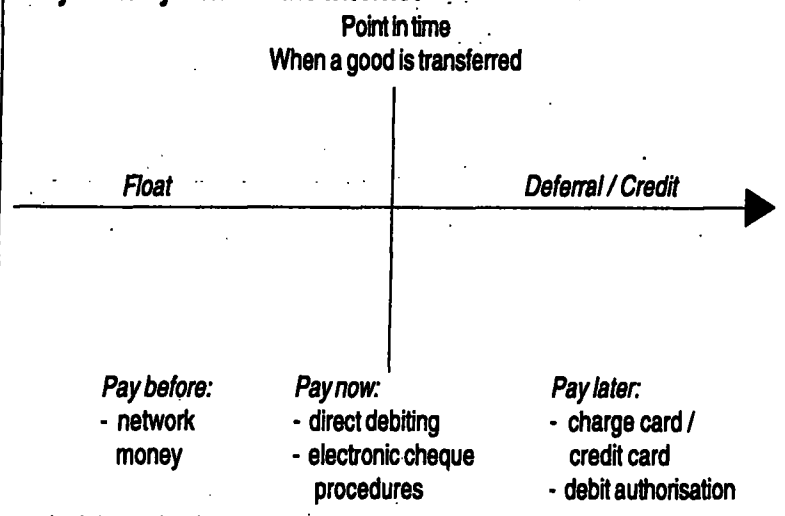 Point in time
When a good is transferred
Float
Deferral / Credit
Pay before:
- network
money
Pay now:
- direct debiting
- electronic cheque
procedures
Pay later:
- charge card /
credit card
- debit authorisation